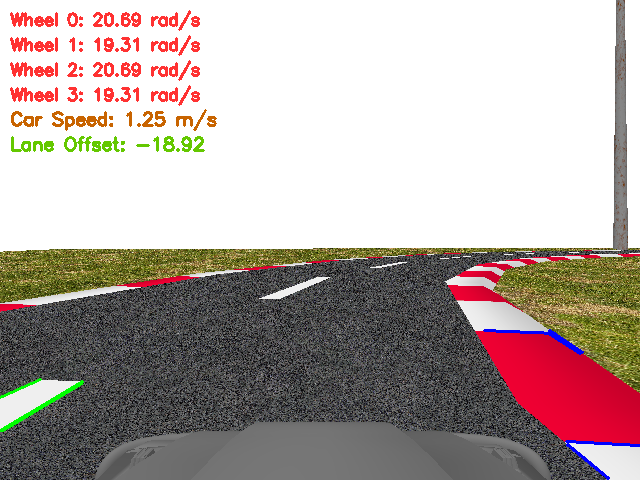 Wheel 0: 20.69 rad/s
Wheel 1: 19.31 rad/s
Wheel 2: 20.69 rad/s
Wheel 3: 19.31 rad/s
Car Speed: 1.25 m/s
Lane Offset: -18.92